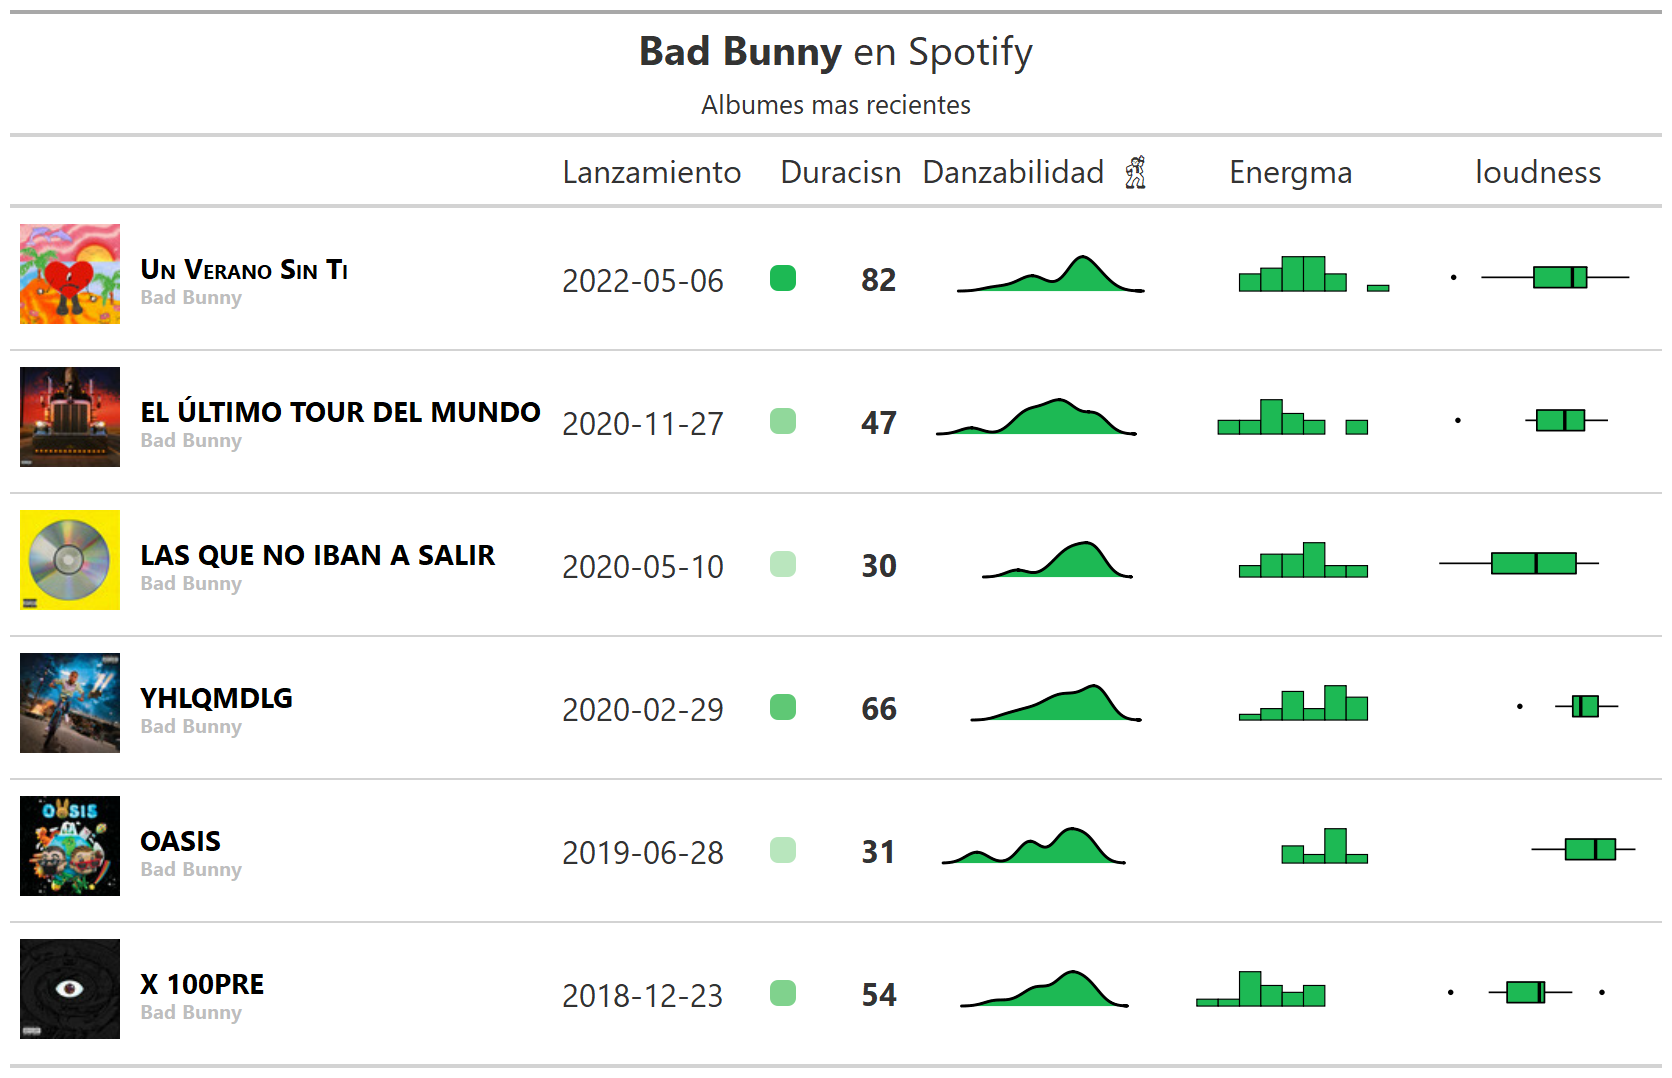 Bad Bunny en Spotify
Albumes mas recientes
Lanzamiento Duracisn Danzabilidad Energma loudness
Un Verano Sin Ti 2022-05-06 82
Bad Bunny
EL ÚLTIMO TOUR DEL MUNDO 2020-11-27 47
Bad Bunny
LAS QUE NO IBAN A SALIR 2020-05-10 30
Bad Bunny
YHLQMDLG 2020-02-29 66
Bad Bunny
OASIS
OASIS 2019-06-28 31
Bad Bunny
X 100PRE 2018-12-23 54
Bad Bunny